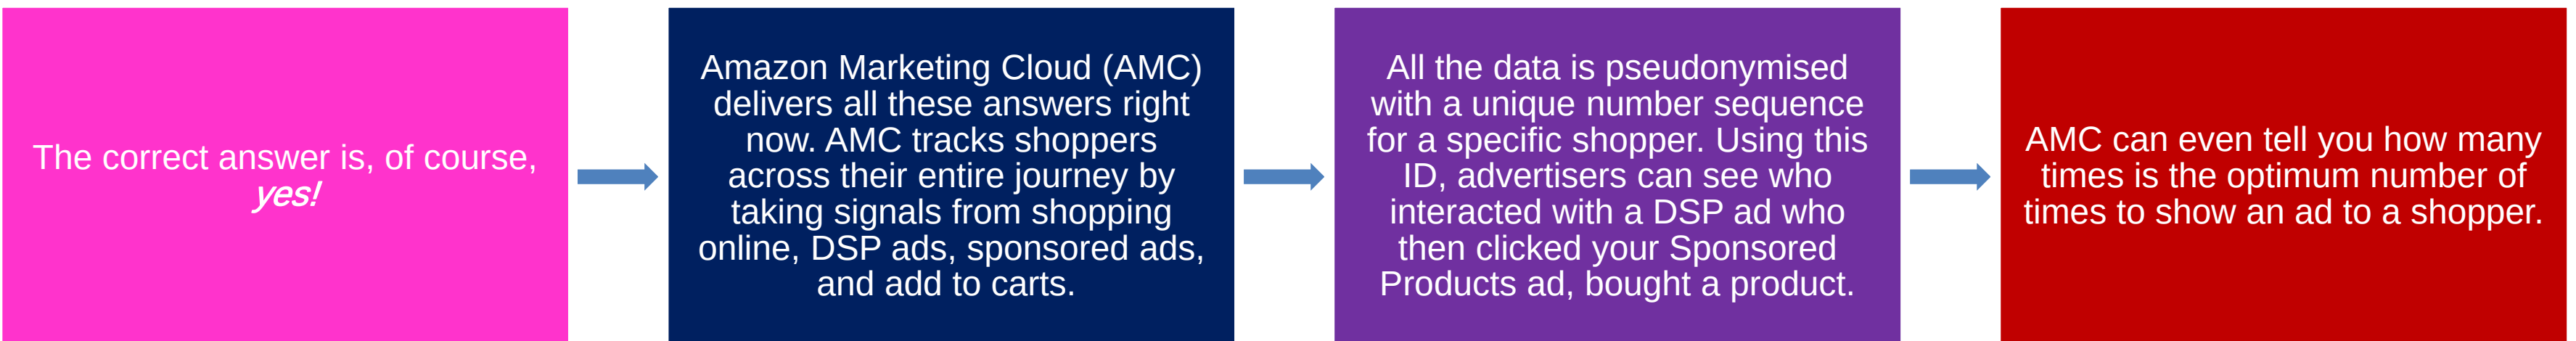 The correct answer is, of course,
yes!
Amazon Marketing Cloud (AMC)
delivers all these answers right
now. AMC tracks shoppers
across their entire journey by
taking signals from shopping
online, DSP ads, sponsored ads,
and add to carts.
All the data is pseudonymised
with a unique number sequence
for a specific shopper. Using this
ID, advertisers can see who
interacted with a DSP ad who
then clicked your Sponsored
Products ad, bought a product.
AMC can even tell you how many
times is the optimum number of
times to show an ad to a shopper.